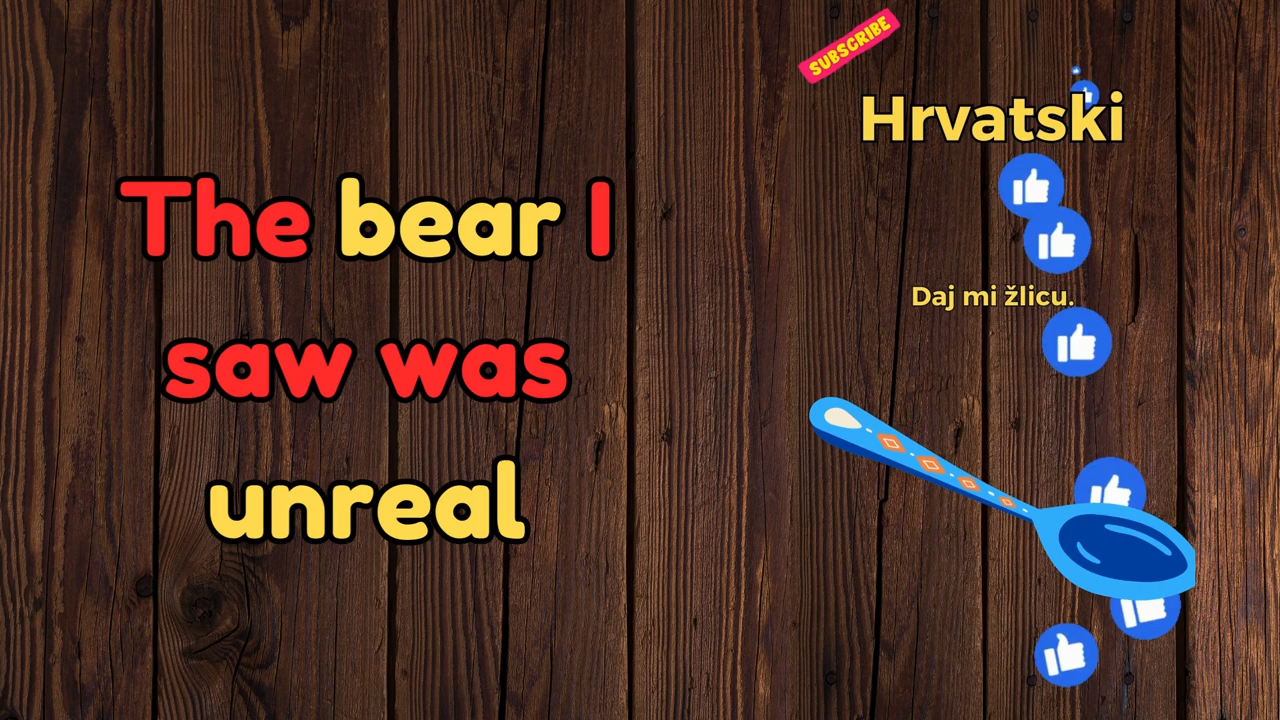 The bear I
saw was
unreal
SUBSCRIBE
Hrvatski
Daj mi žlicu.